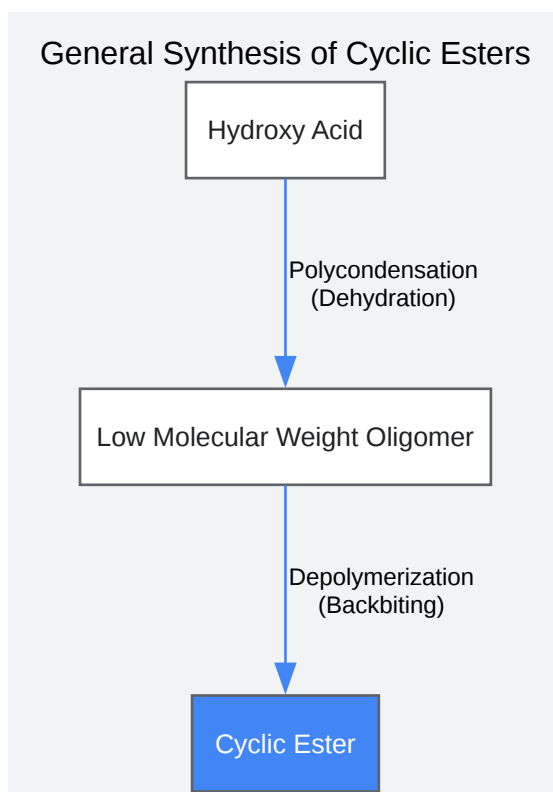 General Synthesis of Cyclic Esters
Hydroxy Acid
Polycondensation
(Dehydration)
Low Molecular Weight Oligomer
Depolymerization
(Backbiting)
Cyclic Ester